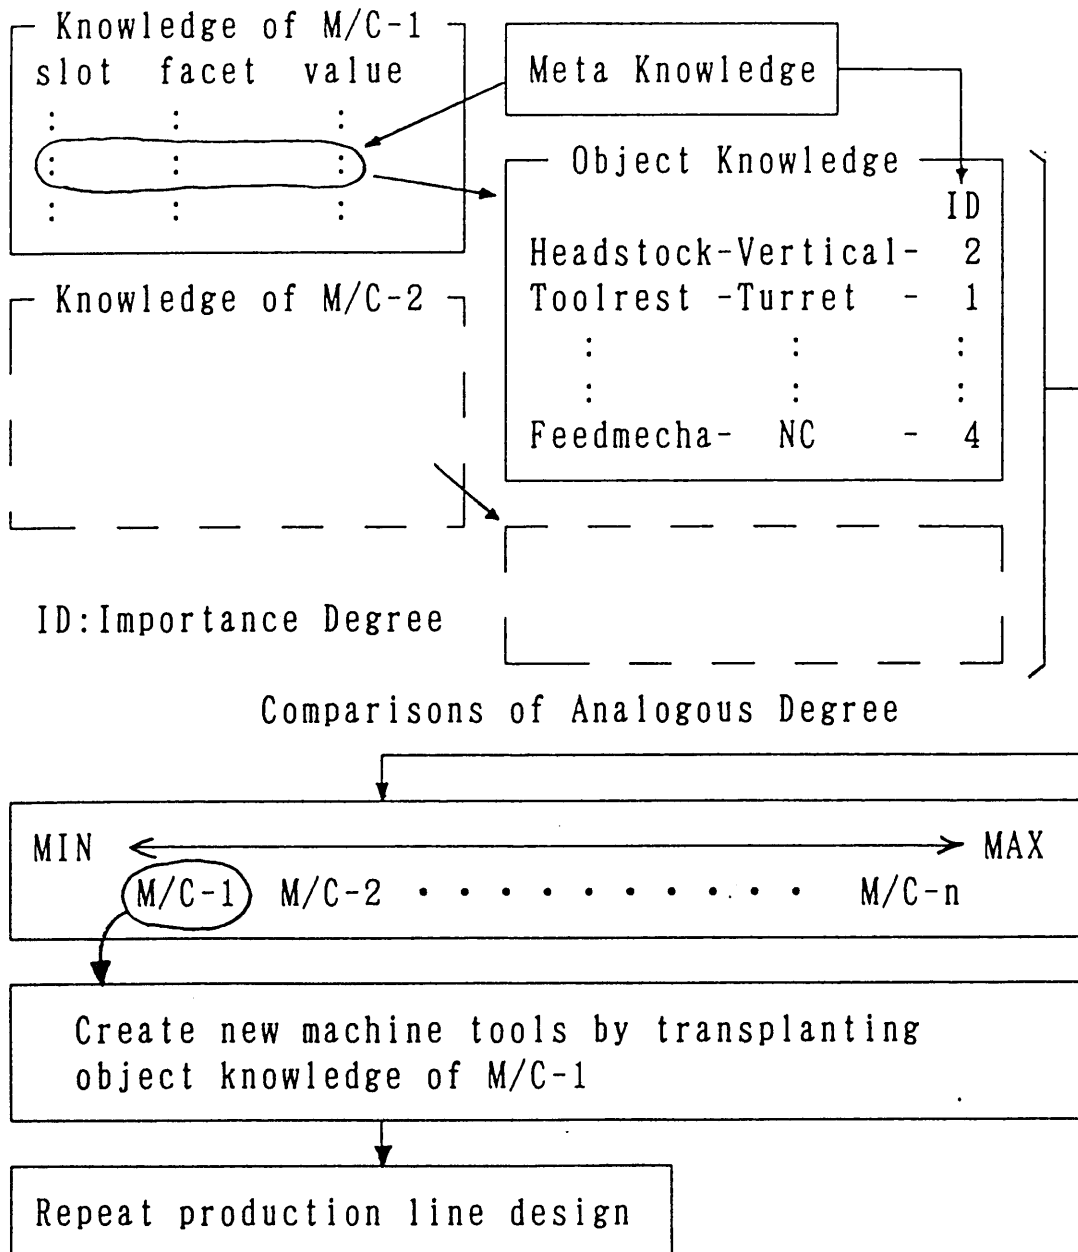 Knowledge of M/C-1
slot facet value
: : :
: : :
: : :
Meta Knowledge
Object Knowledge
ID
Headstock-Vertical- 2
Toolrest -Turret - 1
: : :
: : :
Feedmecha- NC - 4
Knowledge of M/C-2
ID:Importance Degree
Comparisons of Analogous Degree
MIN MAX
M/C-1 M/C-2 • • • • • • • • • • • M/C-n
Create new machine tools by transplanting
object knowledge of M/C-1
Repeat production line design